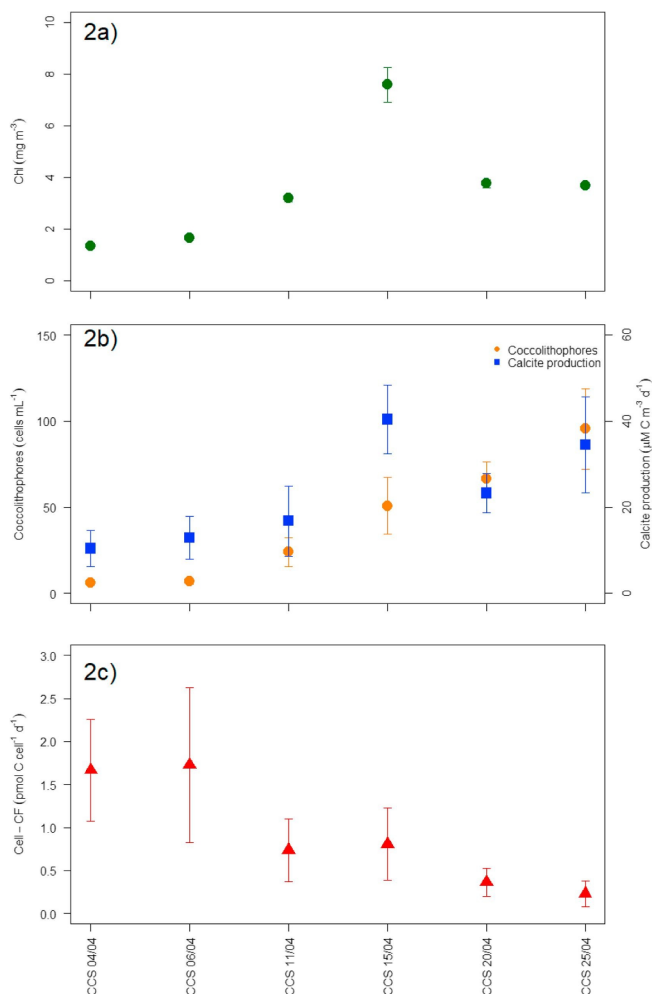 2a)
Chl (mg m⁻³)
10
8
6
4
2
0
2b)
Coccolithophores
Calcite production
Coccolithophores (cells mL⁻¹)
150
100
50
0
60
40
20
0
Calcite production (µM C m⁻³ d⁻¹)
2c)
Cell – CF (pmol C cell⁻¹ d⁻¹)
3.0
2.5
2.0
1.5
1.0
0.5
0.0
CCS 04/04
CCS 06/04
CCS 11/04
CCS 15/04
CCS 20/04
CCS 25/04